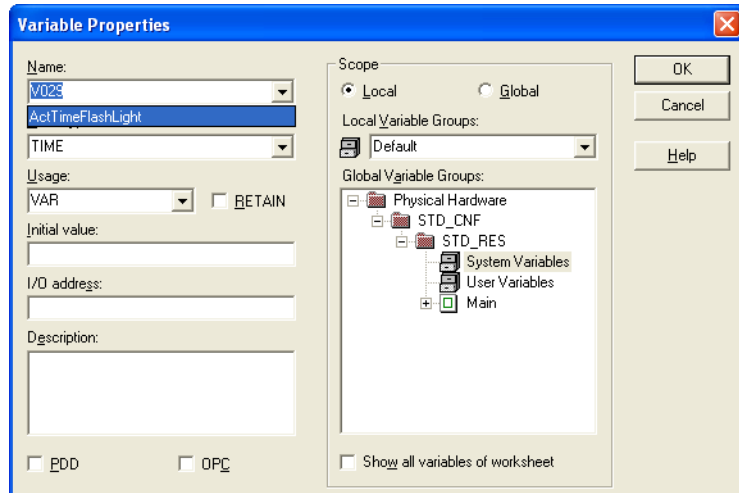 Variable Properties
Name:
V029
ActTimeFlashLight
TIME
Usage:
VAR
RETAIN
Initial value:
I/O address:
Description:
PDD
OPC
Scope
Local
Global
Local Variable Groups:
Default
Global Variable Groups:
Physical Hardware
STD_CNF
STD_RES
System Variables
User Variables
Main
Show all variables of worksheet
OK
Cancel
Help